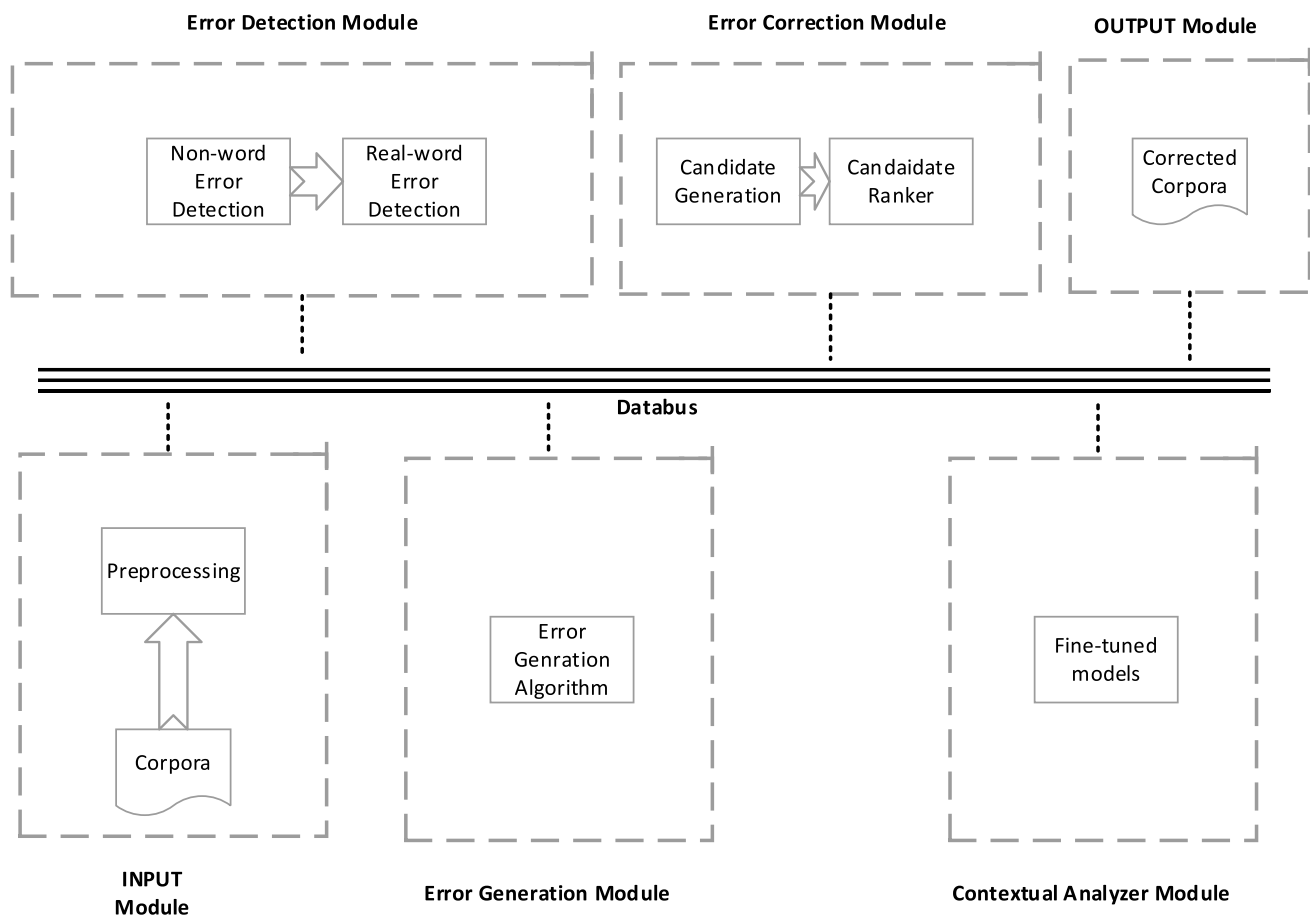 Error Detection Module
Error Correction Module
OUTPUT Module
Non-word
Error
Detection
Real-word
Error
Detection
Candidate
Generation
Candaidate
Ranker
Corrected
Corpora
Databus
Preprocessing
Corpora
Error
Genration
Algorithm
Fine-tuned
models
INPUT
Module
Error Generation Module
Contextual Analyzer Module